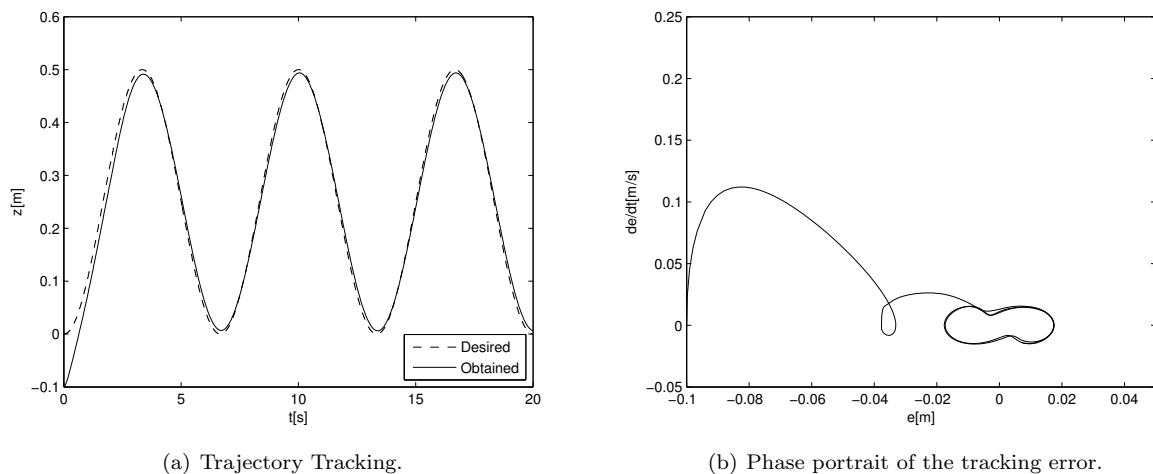 0.6
0.5
0.4
0.3
0.2
0.1
0
−0.1
z[m]
0 5 10 15 20
t[s]
Desired
Obtained
(a) Trajectory Tracking.
0.25
0.2
0.15
0.1
0.05
0
−0.05
de/dt[m/s]
−0.1 −0.08 −0.06 −0.04 −0.02 0 0.02 0.04
e[m]
(b) Phase portrait of the tracking error.